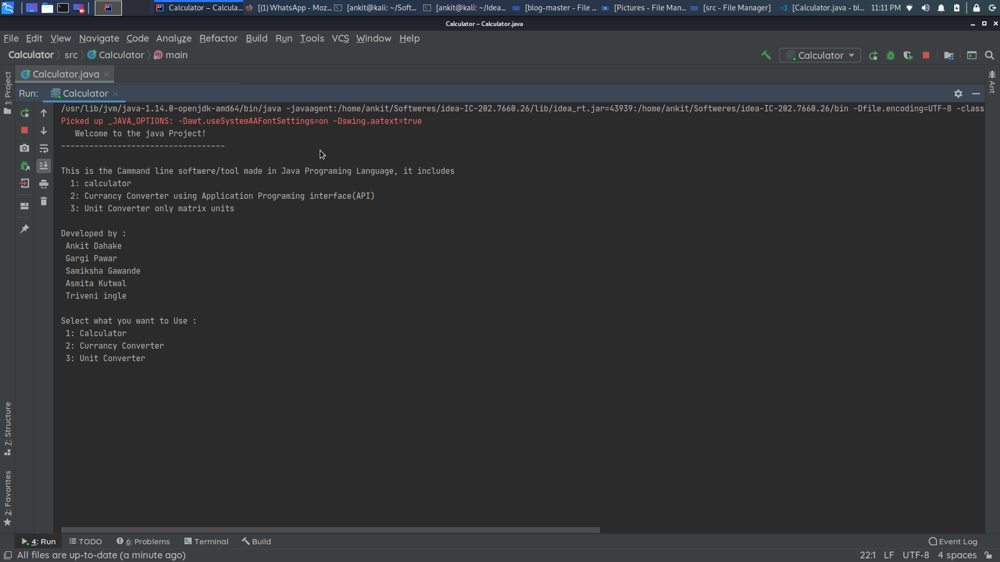 Calculator – Calcula...
[(1) WhatsApp - Moz...
[ankit@kali: ~/Soft...
[ankit@kali: ~/Idea...
[blog-master - File ...
[Pictures - File Man...
[src - File Manager]
[Calculator.java - bl...
11:11 PM
Calculator – Calculator.java
File Edit View Navigate Code Analyze Refactor Build Run Tools VCS Window Help
Calculator src Calculator main
Calculator
Calculator.java
1: Project
Ant
Run: Calculator
/usr/lib/jvm/java-1.14.0-openjdk-amd64/bin/java -javaagent:/home/ankit/Softweres/idea-IC-202.7660.26/lib/idea_rt.jar=43939:/home/ankit/Softweres/idea-IC-202.7660.26/bin -Dfile.encoding=UTF-8 -class
Picked up _JAVA_OPTIONS: -Dawt.useSystemAAFontSettings=on -Dswing.aatext=true
Welcome to the java Project!
-----------------------------------
This is the Cammand line softwere/tool made in Java Programing Language, it includes
1: calculator
2: Currancy Converter using Application Programing interface(API)
3: Unit Converter only matrix units
Developed by :
Ankit Dahake
Gargi Pawar
Samiksha Gawande
Asmita Kutwal
Triveni ingle
Select what you want to Use :
1: Calculator
2: Currancy Converter
3: Unit Converter
7: Structure
2: Favorites
4: Run TODO 6: Problems Terminal Build Event Log
All files are up-to-date (a minute ago) 22:1 LF UTF-8 4 spaces